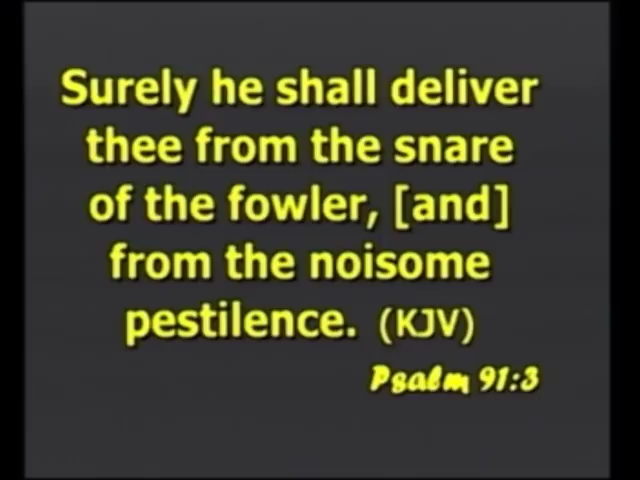 Surely he shall deliver
thee from the snare
of the fowler, [and]
from the noisome
pestilence. (KJV)
Psalm 91:3